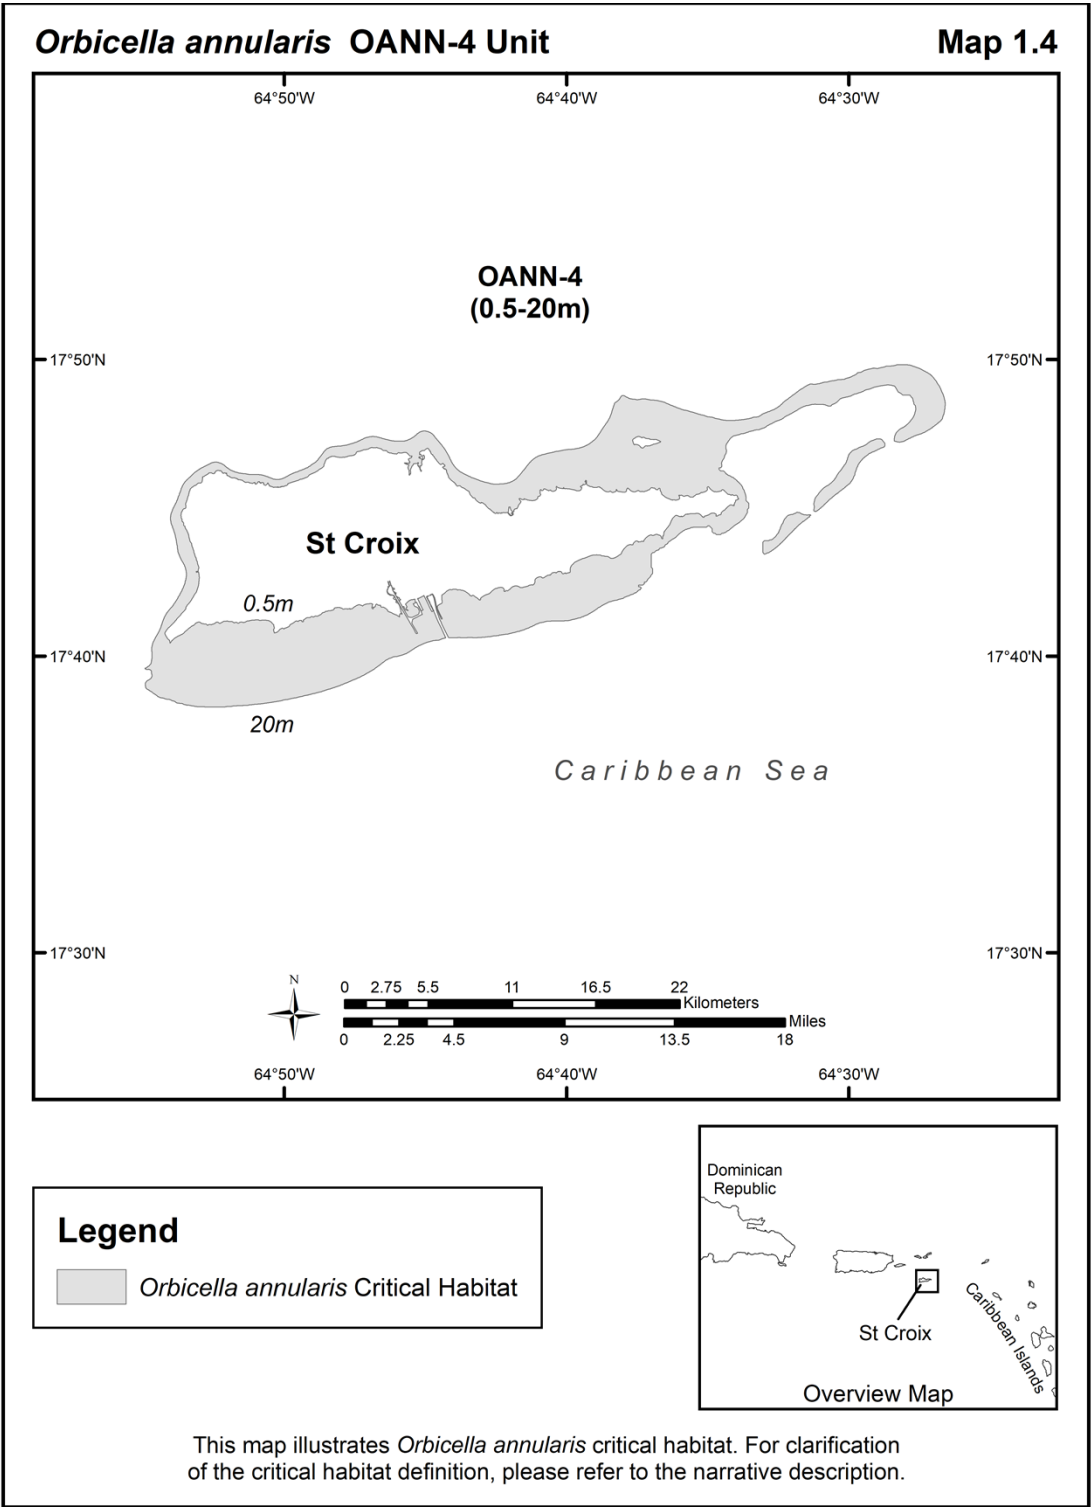 Orbicella annularis OANN-4 Unit
Map 1.4
64°50'W
64°40'W
64°30'W
OANN-4
(0.5-20m)
17°50'N
17°50'N
St Croix
0.5m
17°40'N
17°40'N
20m
Caribbean Sea
17°30'N
17°30'N
N
0 2.75 5.5 11 16.5 22
Kilometers
Miles
0 2.25 4.5 9 13.5 18
64°50'W
64°40'W
64°30'W
Legend
Orbicella annularis Critical Habitat
Dominican
Republic
St Croix
Caribbean Islands
Overview Map
This map illustrates Orbicella annularis critical habitat. For clarification
of the critical habitat definition, please refer to the narrative description.